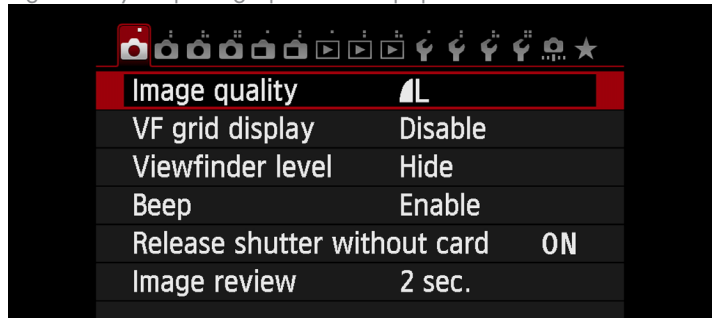 Image quality L
VF grid display Disable
Viewfinder level Hide
Beep Enable
Release shutter without card ON
Image review 2 sec.